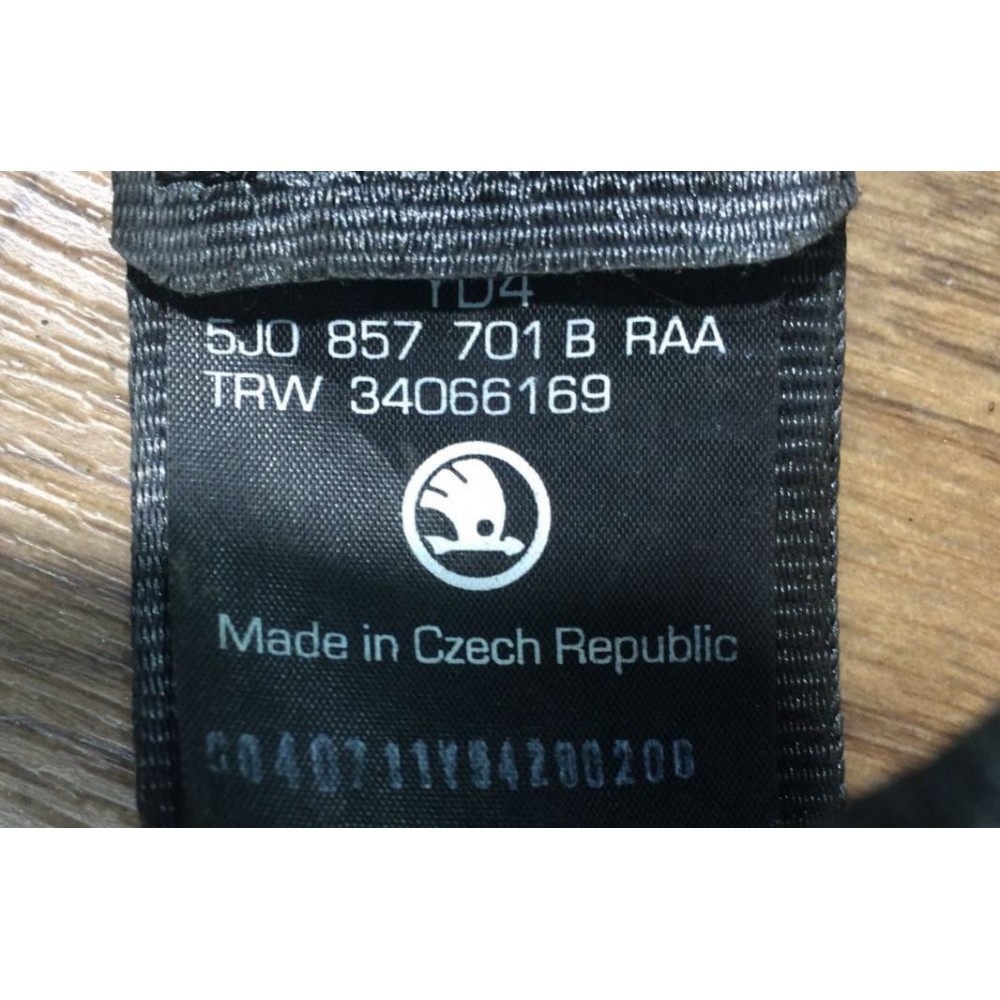 YD4
5J0 857 701 B RAA
TRW 34066169
Made in Czech Republic